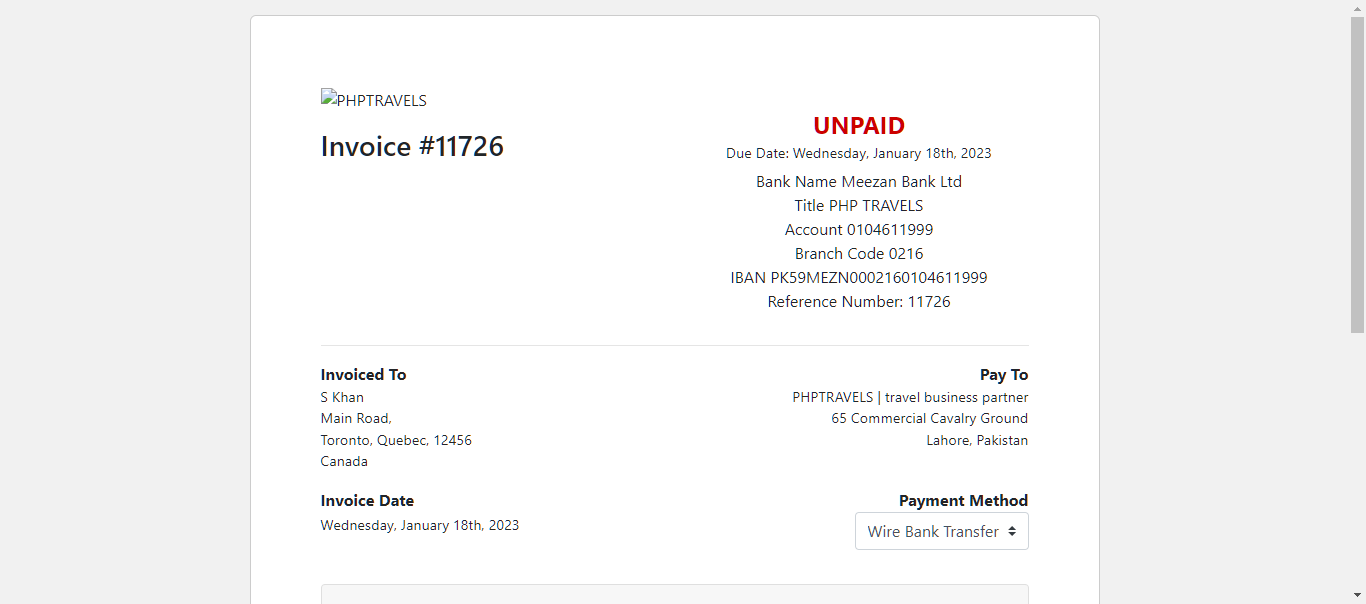 PHPTRAVELS
Invoice #11726
UNPAID
Due Date: Wednesday, January 18th, 2023
Bank Name Meezan Bank Ltd
Title PHP TRAVELS
Account 0104611999
Branch Code 0216
IBAN PK59MEZN0002160104611999
Reference Number: 11726
Invoiced To
S Khan
Main Road,
Toronto, Quebec, 12456
Canada
Pay To
PHPTRAVELS | travel business partner
65 Commercial Cavalry Ground
Lahore, Pakistan
Invoice Date
Wednesday, January 18th, 2023
Payment Method
Wire Bank Transfer